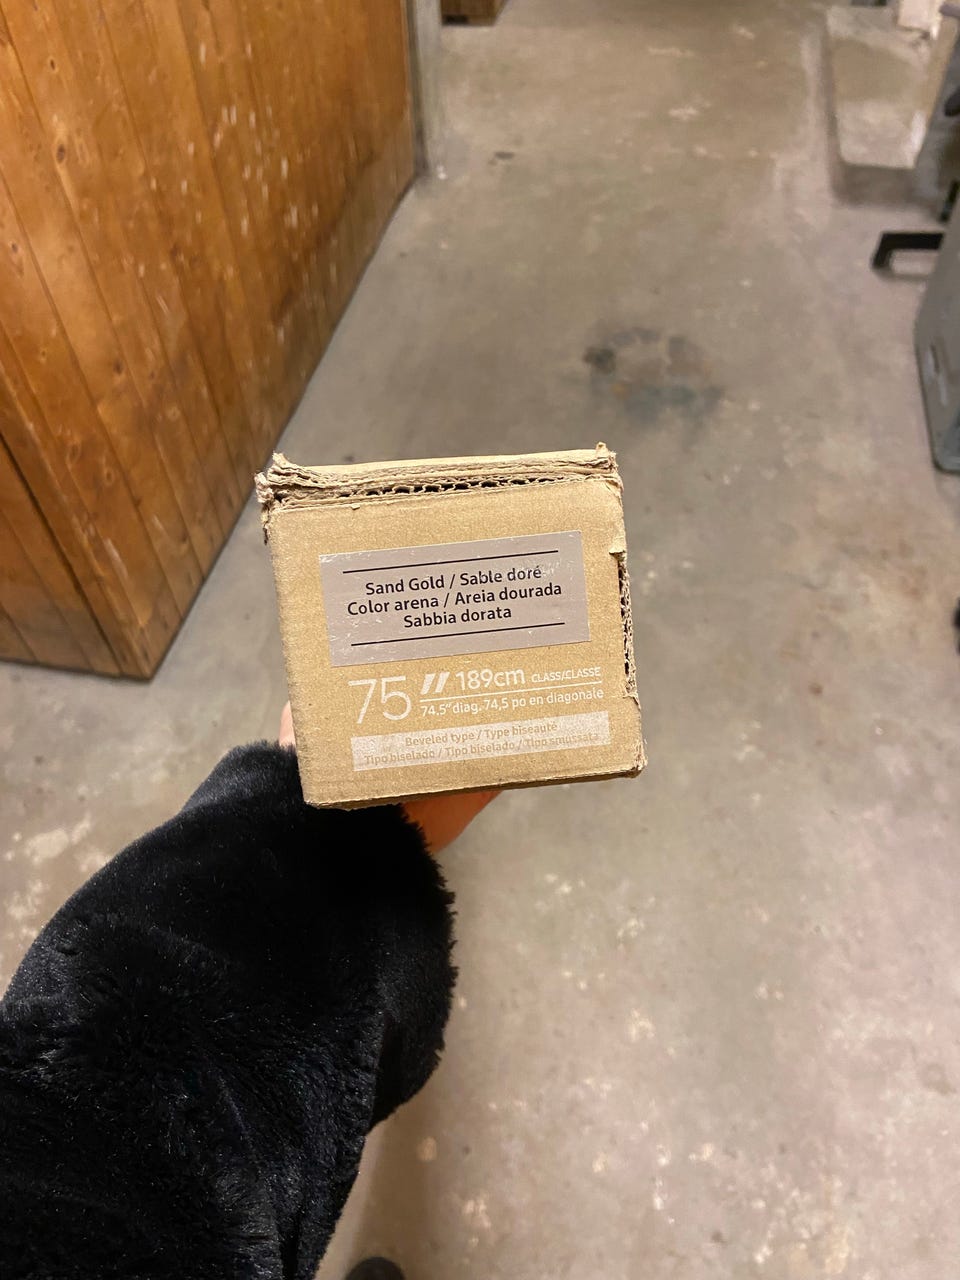 Sand Gold / Sable doré
Color arena / Areia dourada
Sabbia dorata
75" 189cm CLASS/CLASSE
74.5" diag. 74,5 po en diagonale
Beveled type / Type biseauté
Tipo biselado / Tipo biselado / Tipo smussata